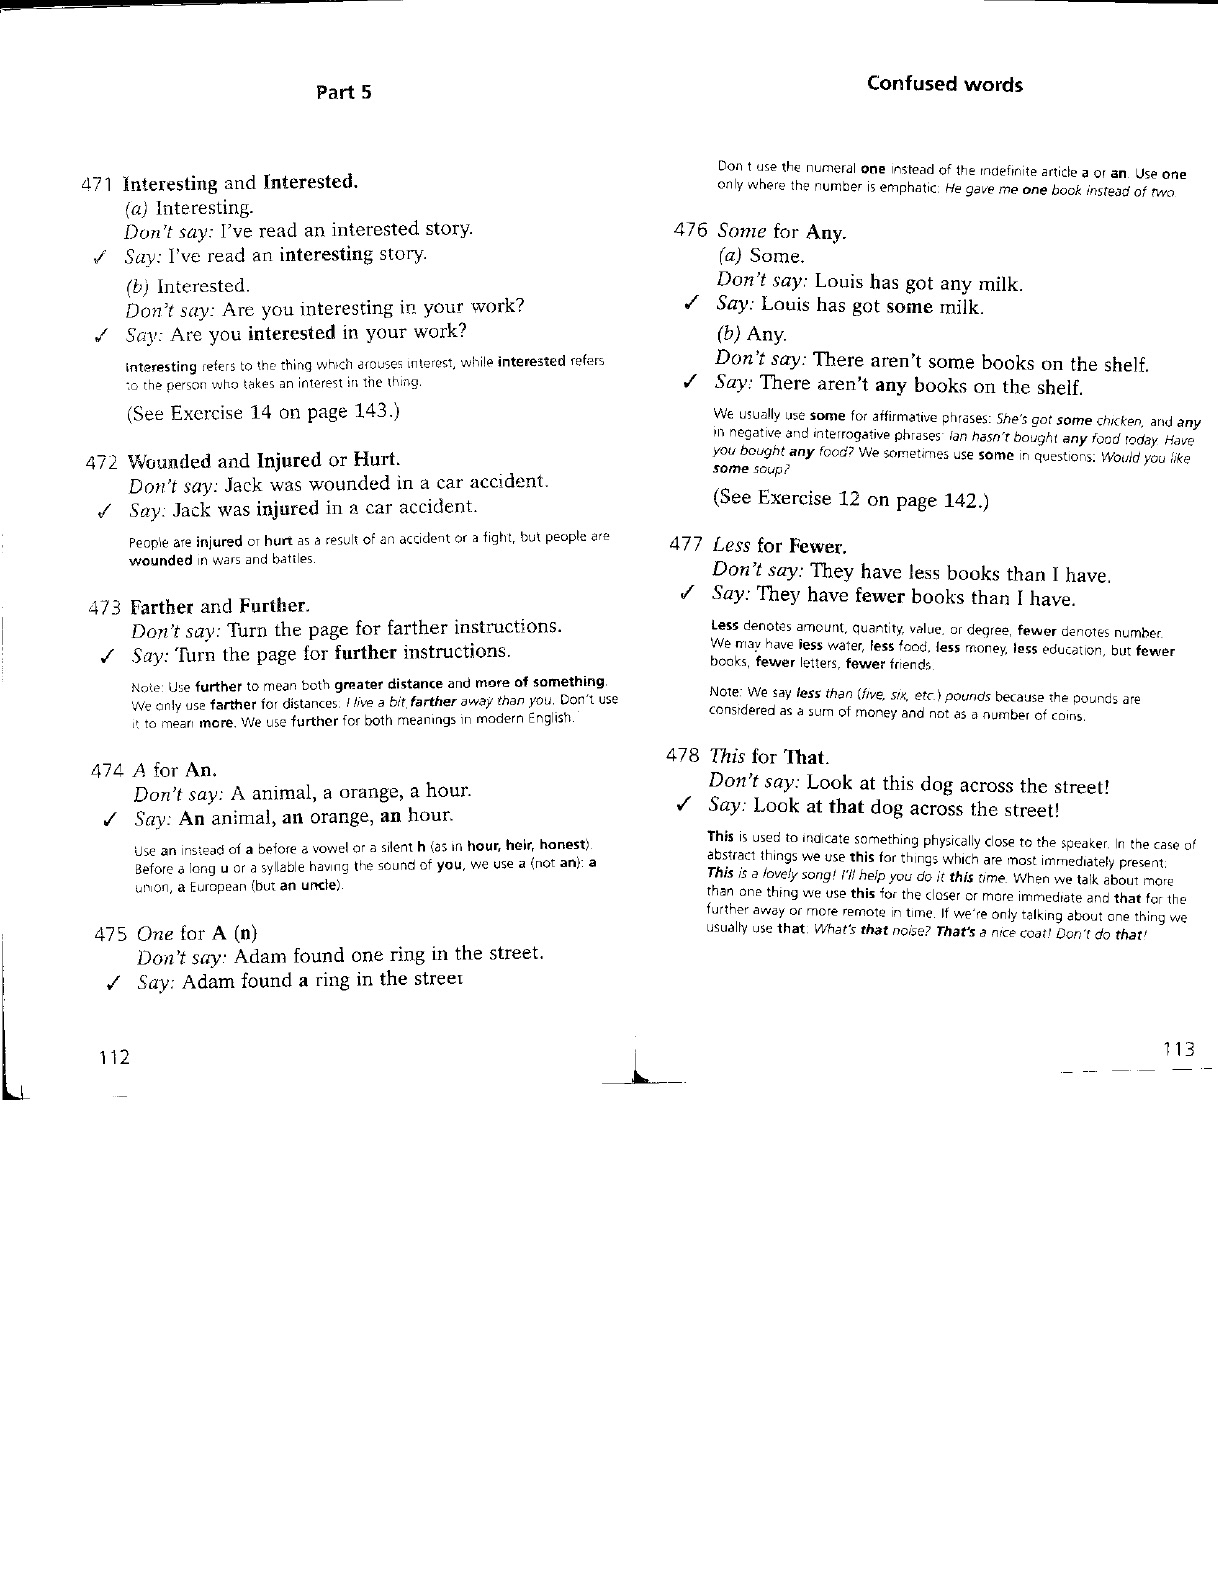 Part 5
471 Interesting and Interested.
(a) Interesting.
Don't say: I've read an interested story.
✓ Say: I've read an interesting story.
(b) Interested.
Don't say: Are you interesting in your work?
✓ Say: Are you interested in your work?
Interesting refers to the thing which arouses interest, while interested refers
to the person who takes an interest in the thing.
(See Exercise 14 on page 143.)
472 Wounded and Injured or Hurt.
Don't say: Jack was wounded in a car accident.
✓ Say: Jack was injured in a car accident.
People are injured or hurt as a result of an accident or a fight, but people are
wounded in wars and battles.
473 Farther and Further.
Don't say: Turn the page for farther instructions.
✓ Say: Turn the page for further instructions.
Note: Use further to mean both greater distance and more of something.
We only use farther for distances: I live a bit farther away than you. Don't use
it to mean more. We use further for both meanings in modern English.
474 A for An.
Don't say: A animal, a orange, a hour.
✓ Say: An animal, an orange, an hour.
Use an instead of a before a vowel or a silent h (as in hour, heir, honest).
Before a long u or a syllable having the sound of you, we use a (not an): a
union, a European (but an uncle).
475 One for A (n)
Don't say: Adam found one ring in the street.
✓ Say: Adam found a ring in the street
112
Confused words
Don't use the numeral one instead of the indefinite article a or an. Use one
only where the number is emphatic: He gave me one book instead of two.
476 Some for Any.
(a) Some.
Don't say: Louis has got any milk.
✓ Say: Louis has got some milk.
(b) Any.
Don't say: There aren't some books on the shelf.
✓ Say: There aren't any books on the shelf.
We usually use some for affirmative phrases: She's got some chicken, and any
in negative and interrogative phrases: Ian hasn't bought any food today. Have
you bought any food? We sometimes use some in questions: Would you like
some soup?
(See Exercise 12 on page 142.)
477 Less for Fewer.
Don't say: They have less books than I have.
✓ Say: They have fewer books than I have.
Less denotes amount, quantity, value, or degree, fewer denotes number.
We may have less water, less food, less money, less education, but fewer
books, fewer letters, fewer friends.
Note: We say less than (five, six, etc.) pounds because the pounds are
considered as a sum of money and not as a number of coins.
478 This for That.
Don't say: Look at this dog across the street!
✓ Say: Look at that dog across the street!
This is used to indicate something physically close to the speaker. In the case of
abstract things we use this for things which are most immediately present:
This is a lovely song! I'll help you do it this time. When we talk about more
than one thing we use this for the closer or more immediate and that for the
further away or more remote in time. If we're only talking about one thing we
usually use that: What's that noise? That's a nice coat! Don't do that!
113